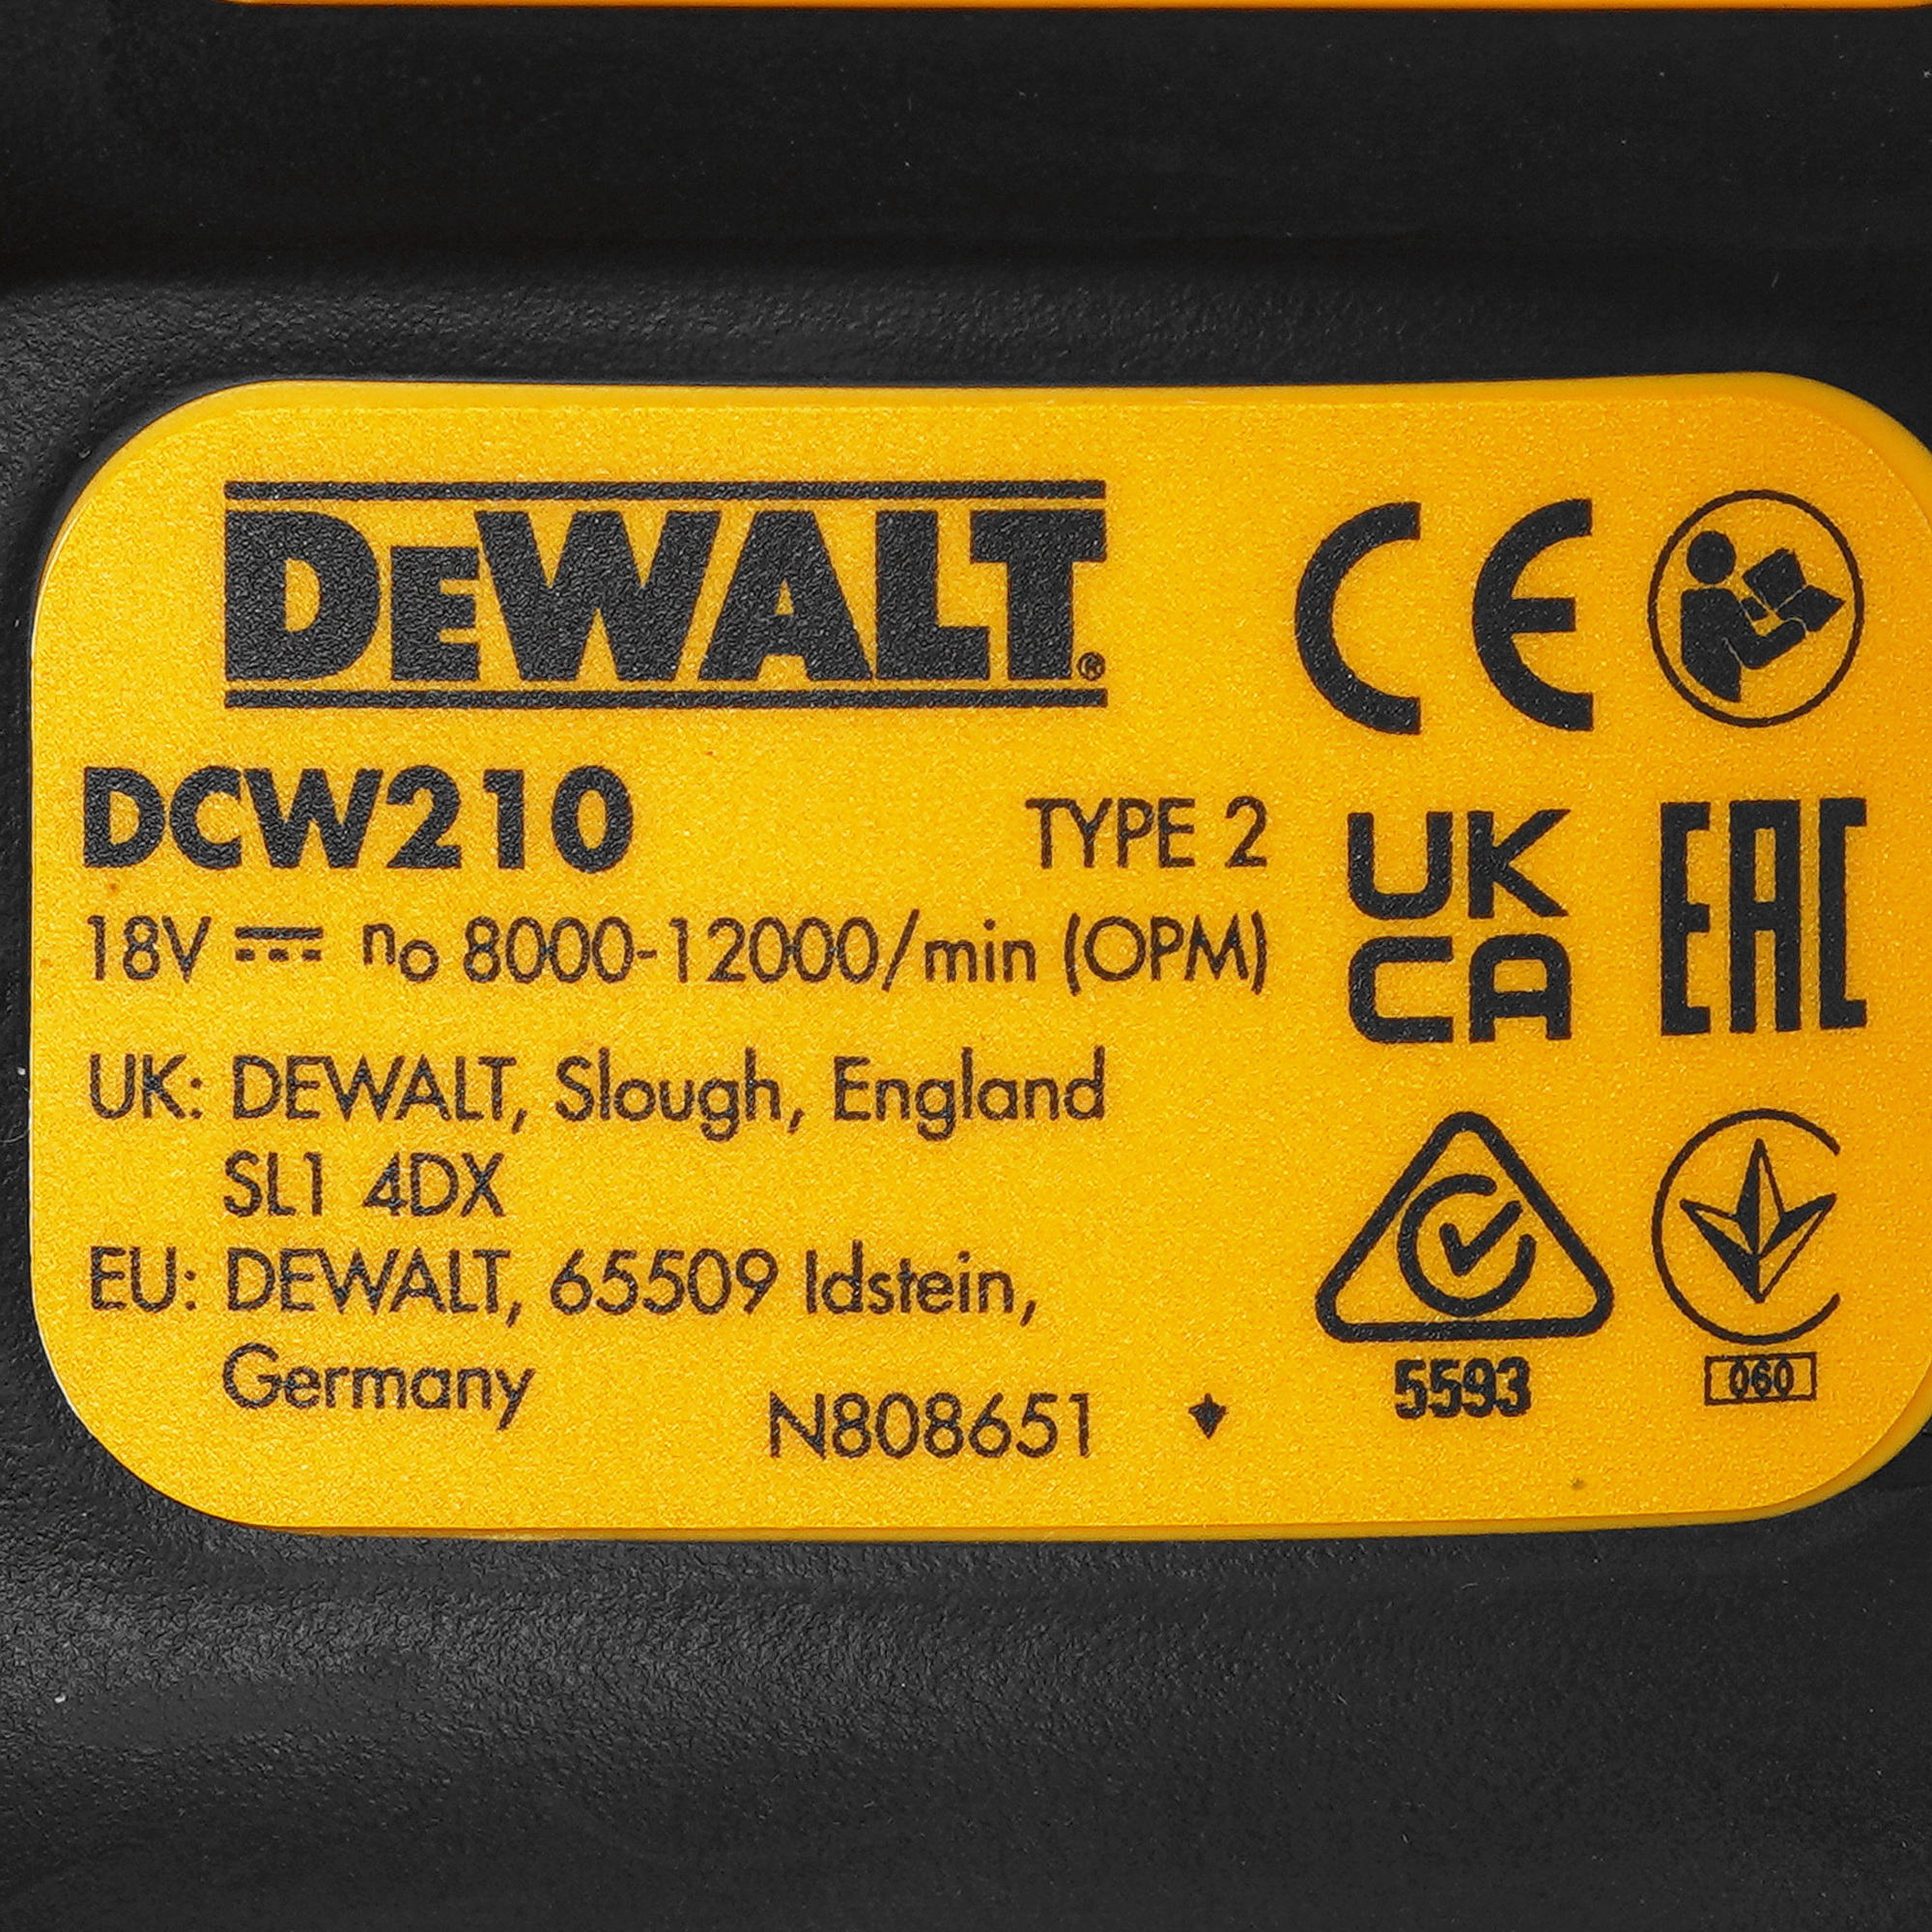 DEWALT®
CE
DCW210 TYPE 2
18V ⎓ no 8000-12000/min (OPM)
UK
CA
EAC
UK: DEWALT, Slough, England
SL1 4DX
EU: DEWALT, 65509 Idstein,
Germany
N808651
5593
060